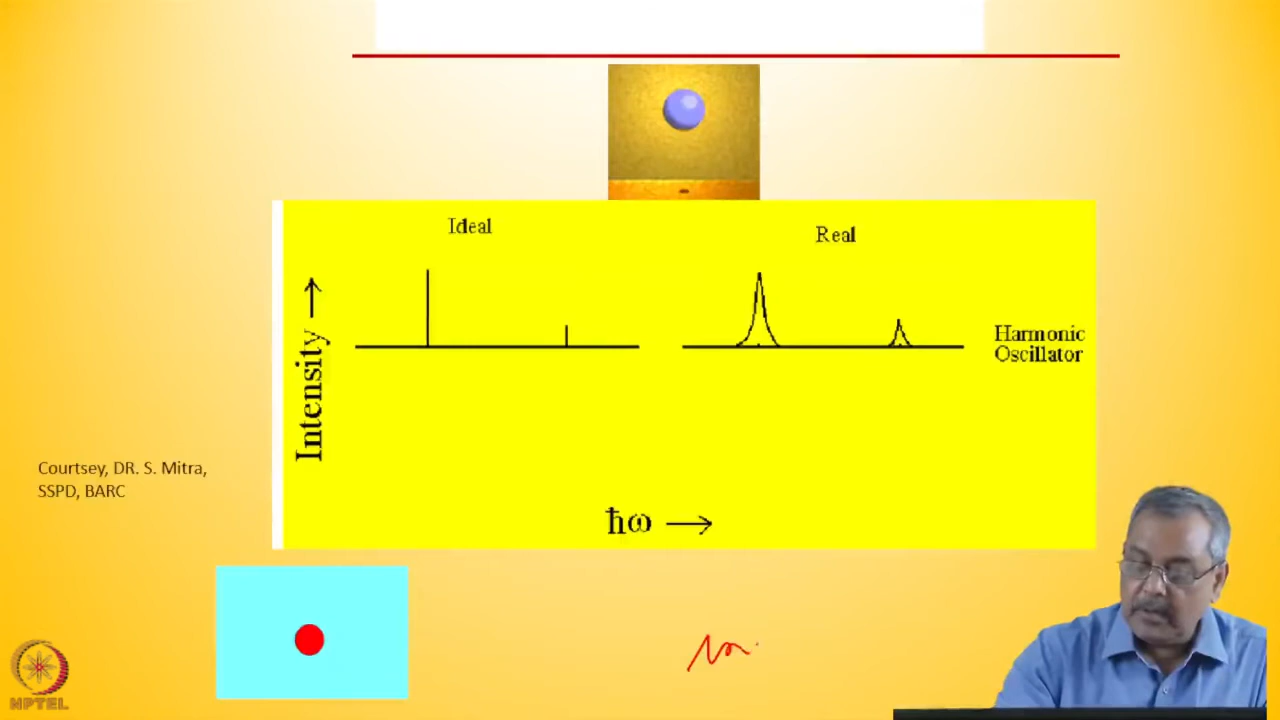 Ideal
Real
Intensity
Harmonic
Oscillator
ħω
Courtsey, DR. S. Mitra,
SSPD, BARC
NPTEL